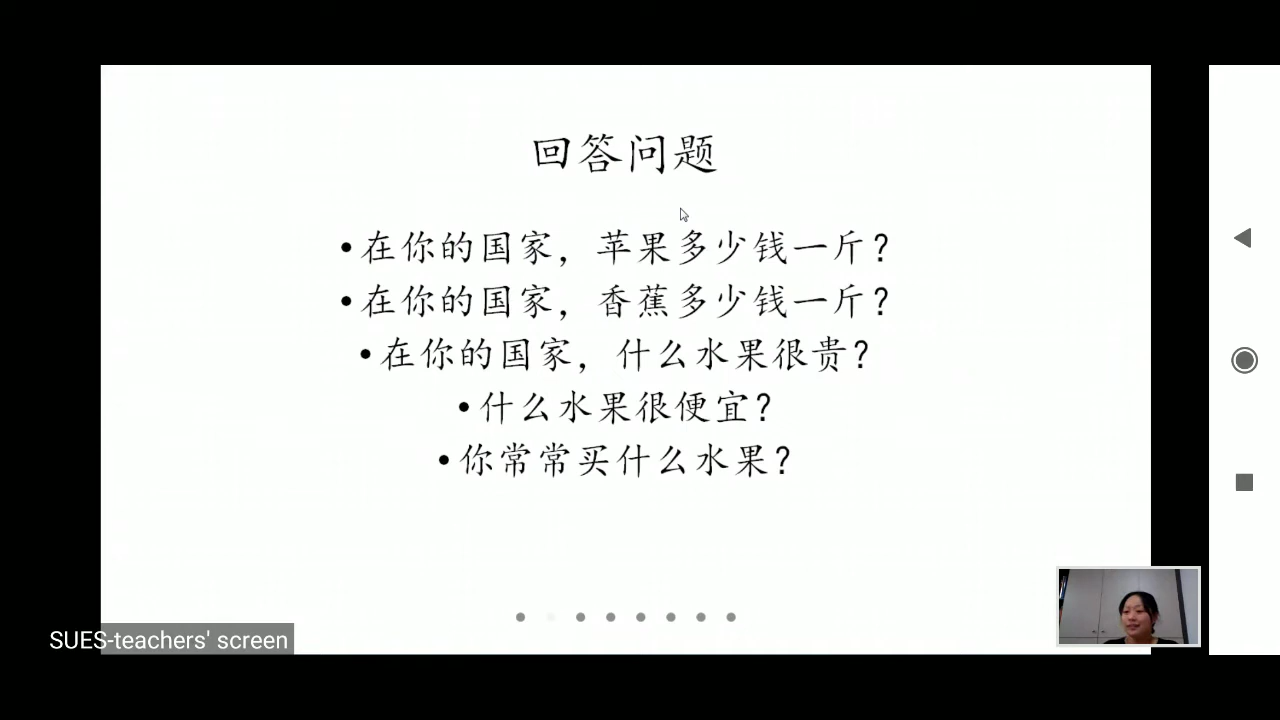 回答问题
•在你的国家，苹果多少钱一斤？
•在你的国家，香蕉多少钱一斤？
•在你的国家，什么水果很贵？
•什么水果很便宜？
•你常常买什么水果？
SUES-teachers' screen